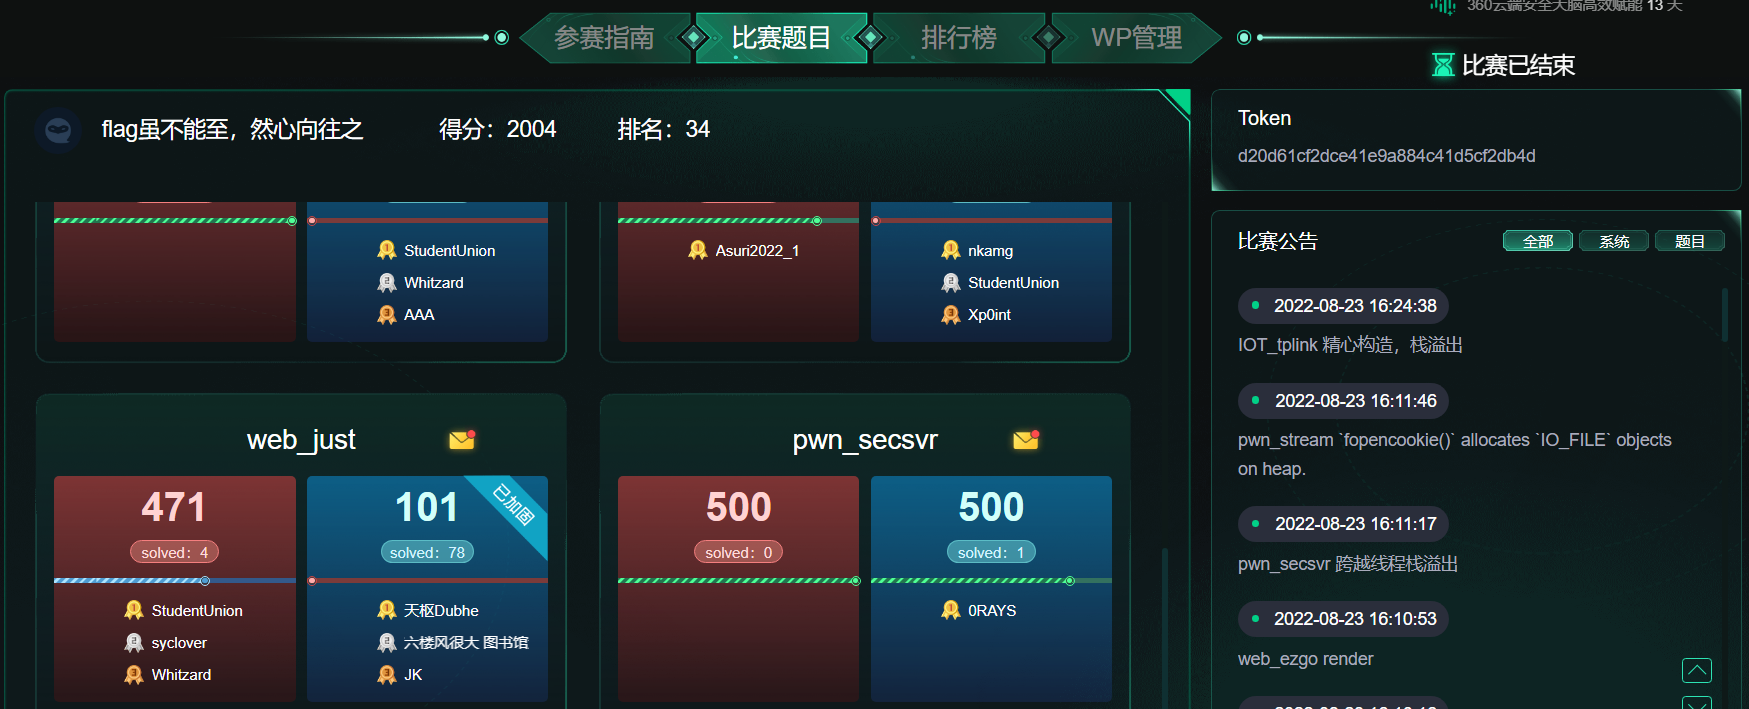 参赛指南
比赛题目
排行榜
WP管理
360云端安全大脑高效赋能 13 天
比赛已结束
flag虽不能至，然心向往之
得分：2004
排名：34
StudentUnion
Whitzard
AAA
Asuri2022_1
nkamg
StudentUnion
Xp0int
web_just
471
solved：4
StudentUnion
syclover
Whitzard
101
已加固
solved：78
天枢Dubhe
六楼风很大 图书馆
JK
pwn_secsvr
500
solved：0
500
solved：1
0RAYS
Token
d20d61cf2dce41e9a884c41d5cf2db4d
比赛公告
全部
系统
题目
2022-08-23 16:24:38
IOT_tplink 精心构造，栈溢出
2022-08-23 16:11:46
pwn_stream `fopencookie()` allocates `IO_FILE` objects
on heap.
2022-08-23 16:11:17
pwn_secsvr 跨越线程栈溢出
2022-08-23 16:10:53
web_ezgo render